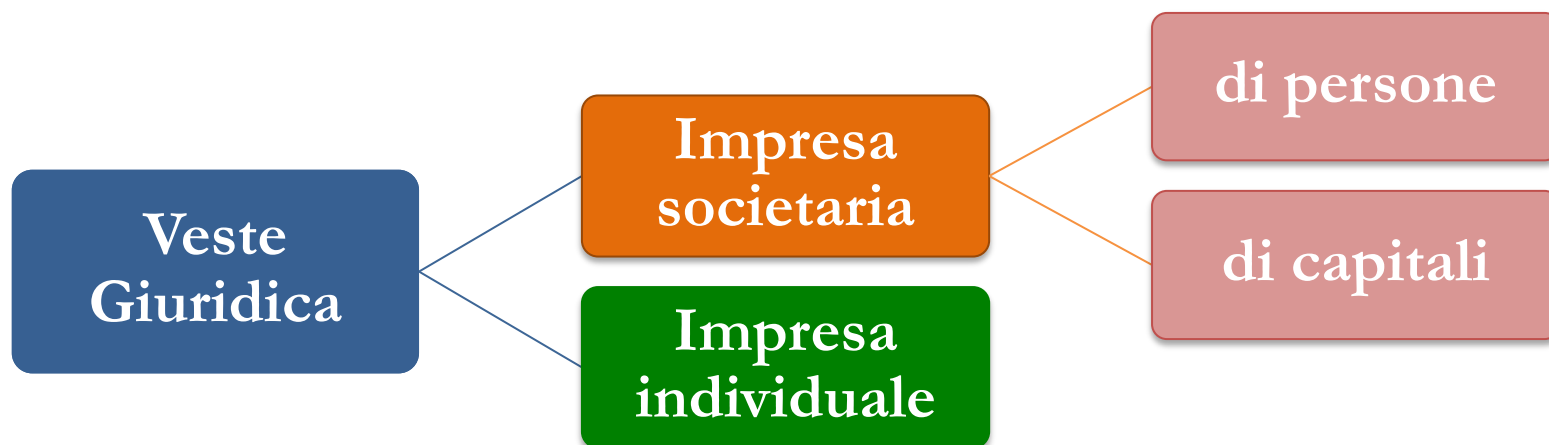 Veste
Giuridica
Impresa
societaria
di persone
di capitali
Impresa
individuale